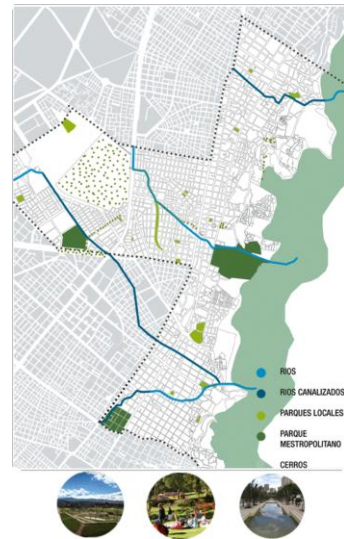 RIOS
RIOS CANALIZADOS
PARQUES LOCALES
PARQUE
MESTROPOLITANO
CERROS